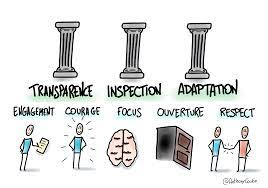 TRANSPARENCE INSPECTION ADAPTATION
ENGAGEMENT COURAGE FOCUS OUVERTURE RESPECT